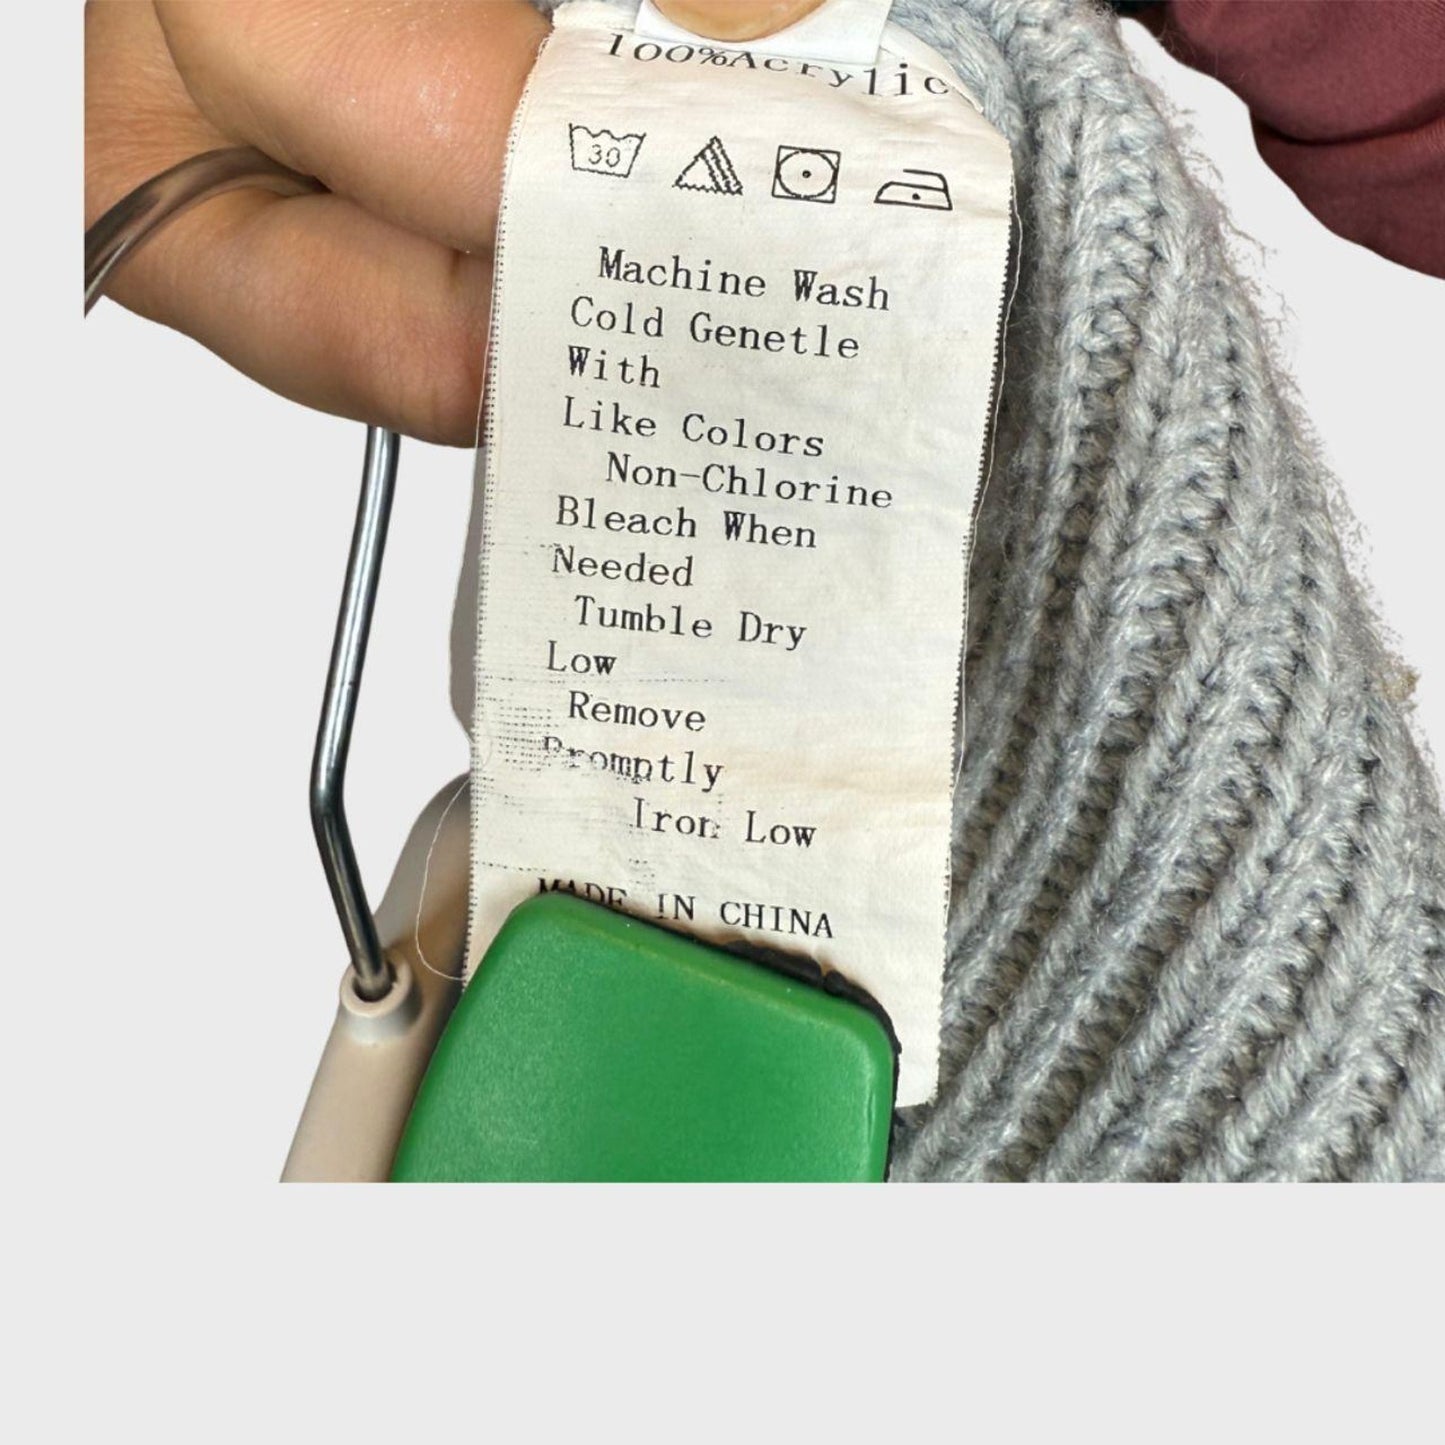 100%Acrylic
30
Machine Wash
Cold Genetle
With
Like Colors
Non-Chlorine
Bleach When
Needed
Tumble Dry
Low
Remove
Promptly
Iron Low
MADE IN CHINA